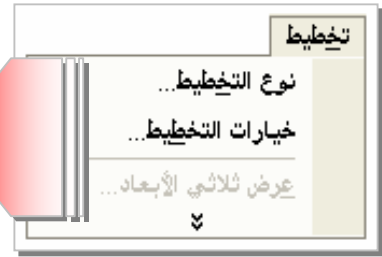 تخطيط
نوع التخطيط...
خيارات التخطيط...
عرض ثلاثي الأبعاد...